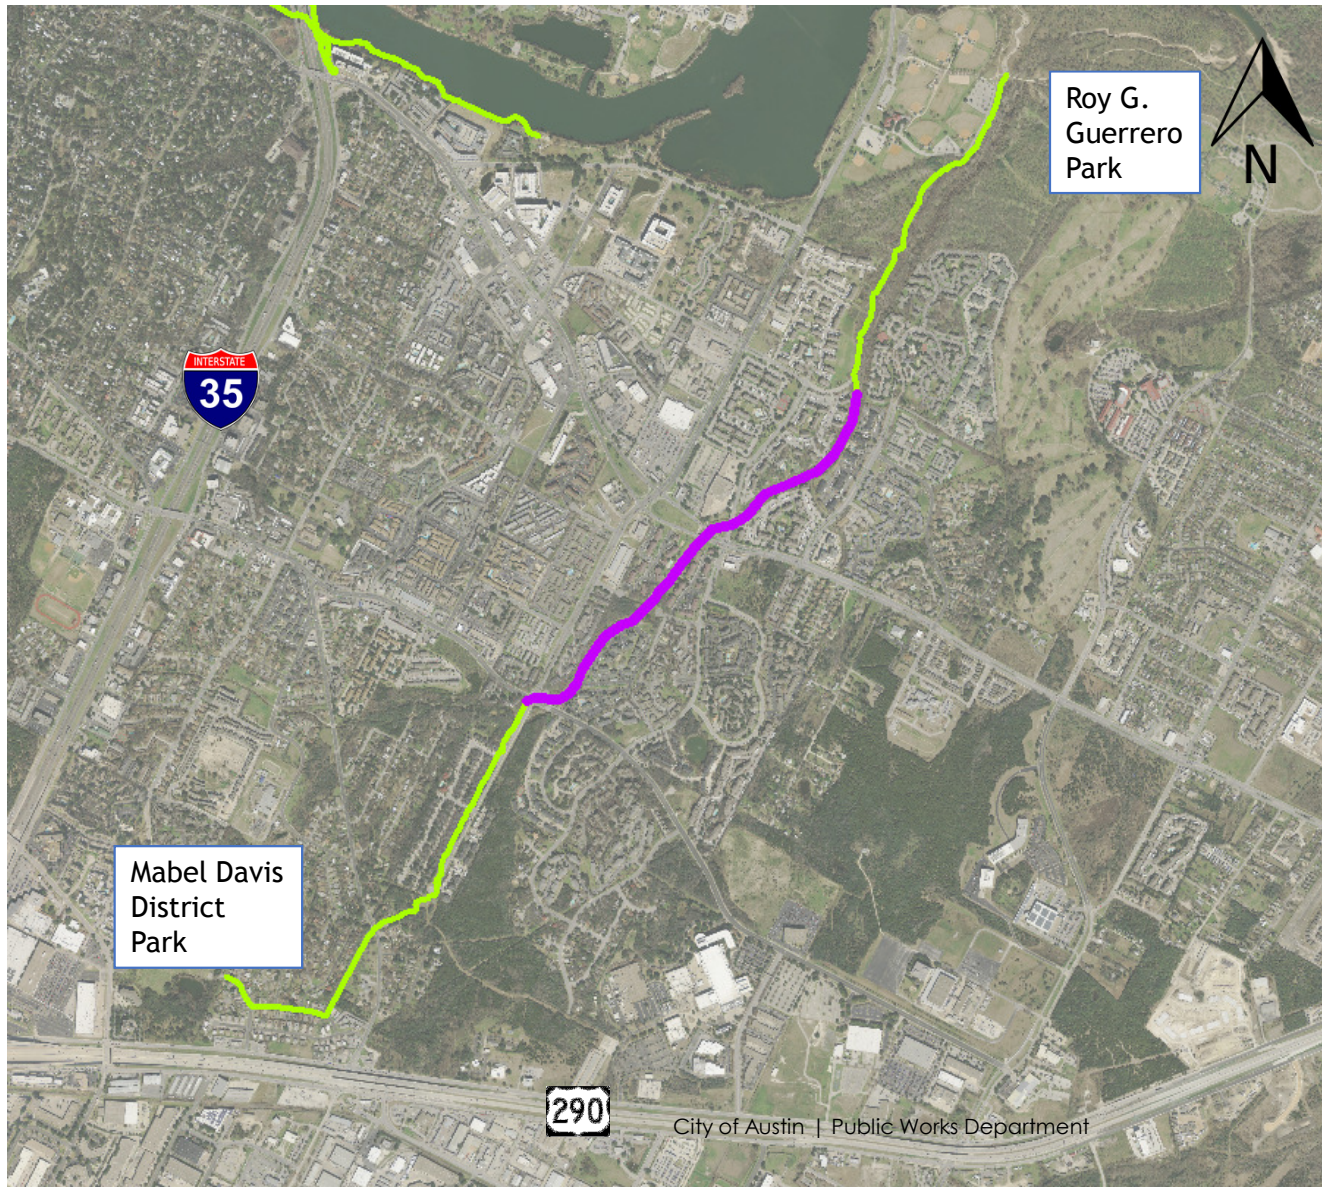 Roy G.
Guerrero
Park
N
INTERSTATE
35
Mabel Davis
District
Park
290
City of Austin | Public Works Department